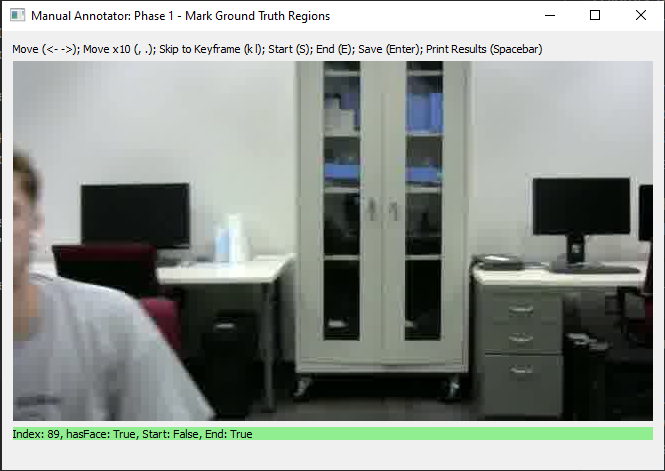 Manual Annotator: Phase 1 - Mark Ground Truth Regions
Move (<- ->); Move x10 (, .); Skip to Keyframe (k l); Start (S); End (E); Save (Enter); Print Results (Spacebar)
Index: 89, hasFace: True, Start: False, End: True